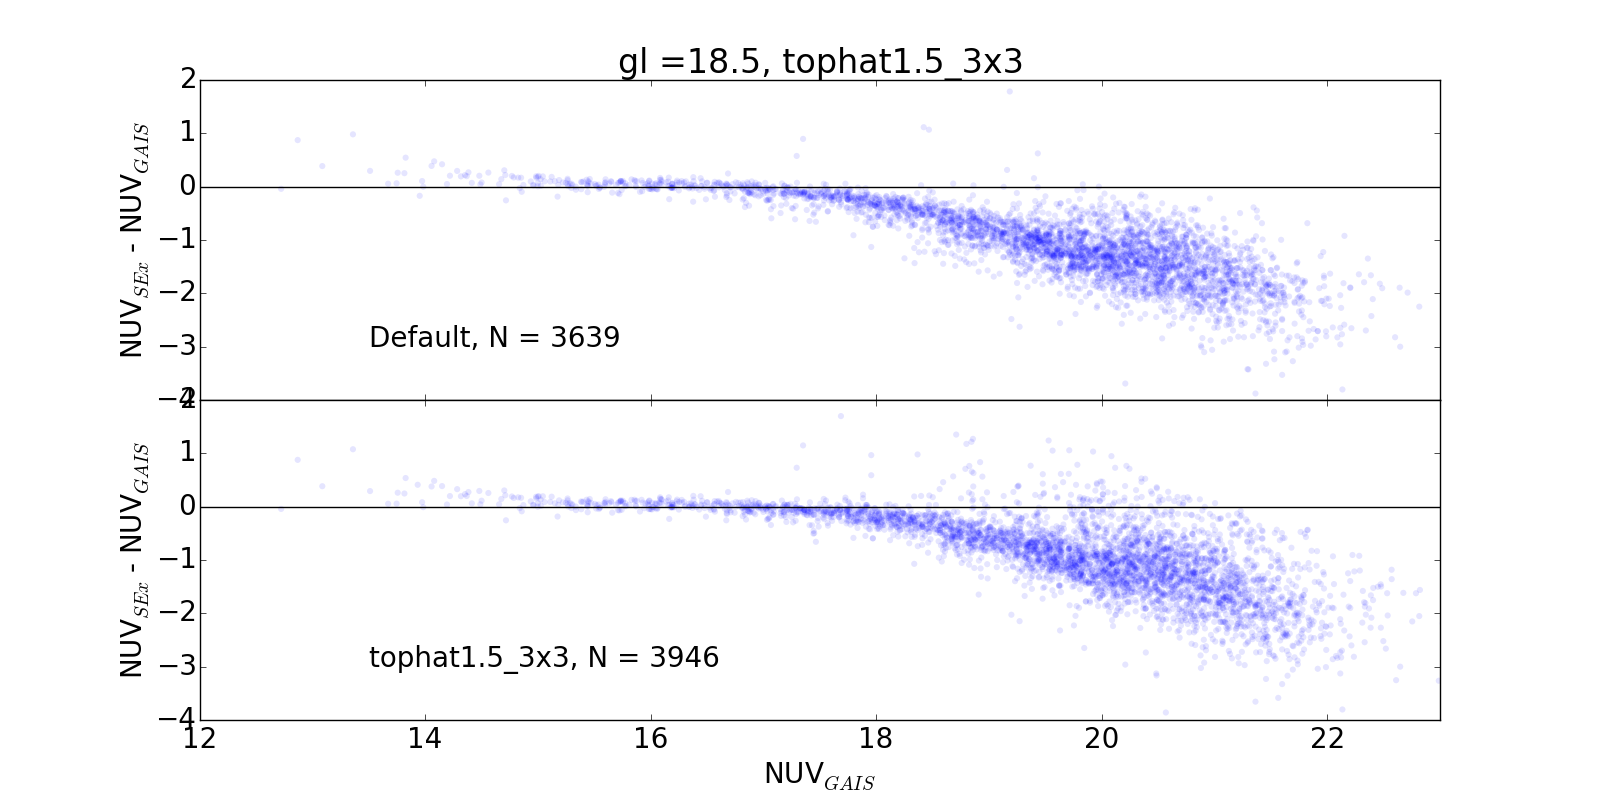 gl =18.5, tophat1.5_3x3
2
1
0
−1
−2
−3
−4
NUV_SEx - NUV_GAIS
Default, N = 3639
2
1
0
−1
−2
−3
−4
NUV_SEx - NUV_GAIS
tophat1.5_3x3, N = 3946
12 14 16 18 20 22
NUV_GAIS